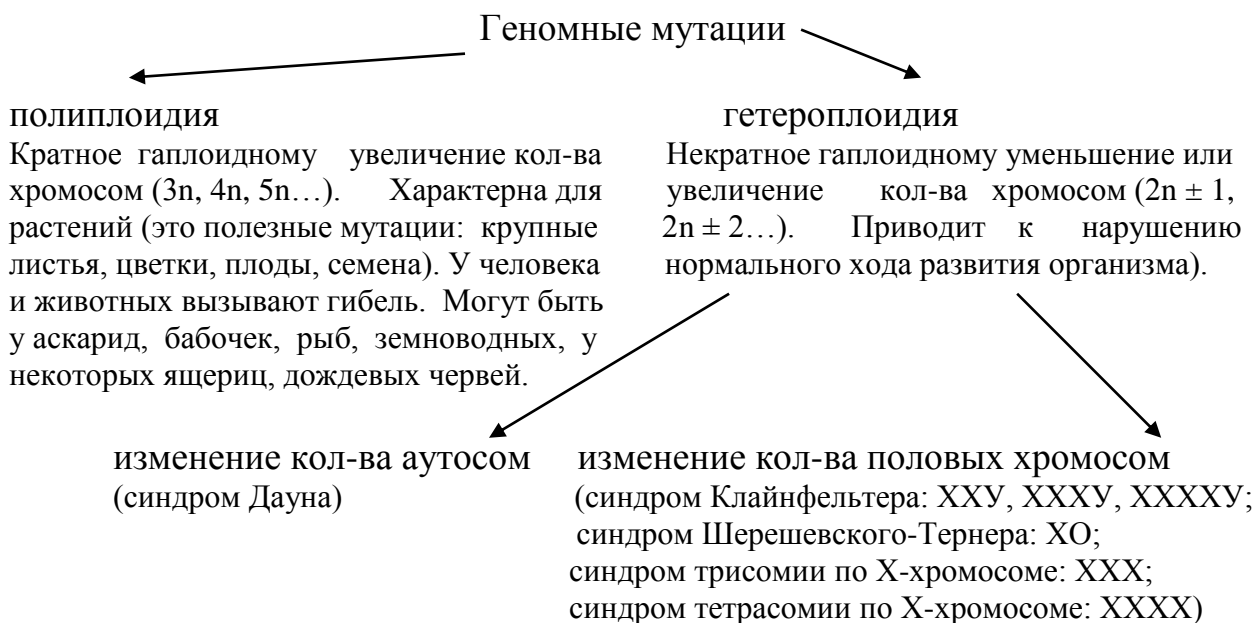 Геномные мутации
полиплоидия
Кратное гаплоидному увеличение кол-ва
хромосом (3n, 4n, 5n…). Характерна для
растений (это полезные мутации: крупные
листья, цветки, плоды, семена). У человека
и животных вызывают гибель. Могут быть
у аскарид, бабочек, рыб, земноводных, у
некоторых ящериц, дождевых червей.
гетероплоидия
Некратное гаплоидному уменьшение или
увеличение кол-ва хромосом (2n ± 1,
2n ± 2…). Приводит к нарушению
нормального хода развития организма).
изменение кол-ва аутосом
(синдром Дауна)
изменение кол-ва половых хромосом
(синдром Клайнфельтера: ХХУ, ХХХУ, ХХХХУ;
синдром Шерешевского-Тернера: ХО;
синдром трисомии по Х-хромосоме: ХХХ;
синдром тетрасомии по Х-хромосоме: ХХХХ)